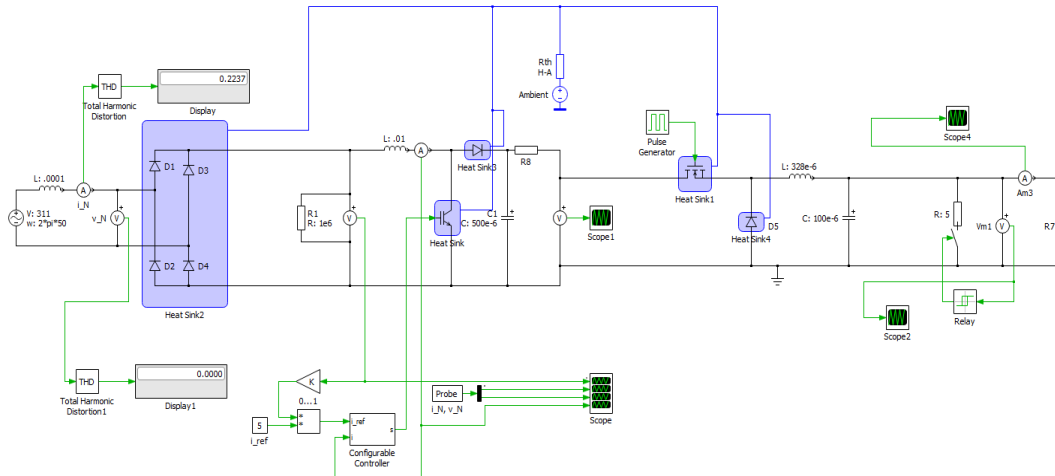 THD
Total Harmonic
Distortion
0.2237
Display
Rth
H-A
Ambient
Pulse
Generator
Scope4
L: .0001
A
i_N
V: 311
w: 2*pi*50
v_N
V
D1
D3
D2
D4
Heat Sink2
R1
R: 1e6
V
L: .01
A
Heat Sink3
R8
C1
C: 500e-6
Heat Sink
V
Scope1
Heat Sink1
L: 328e-6
D5
Heat Sink4
C: 100e-6
A
Am3
R: 5
Vm1
V
R7
Relay
Scope2
THD
Total Harmonic
Distortion1
0.0000
Display1
K
0...1
5
i_ref
×
×
i_ref
i
s
Configurable
Controller
Probe
i_N, v_N
Scope